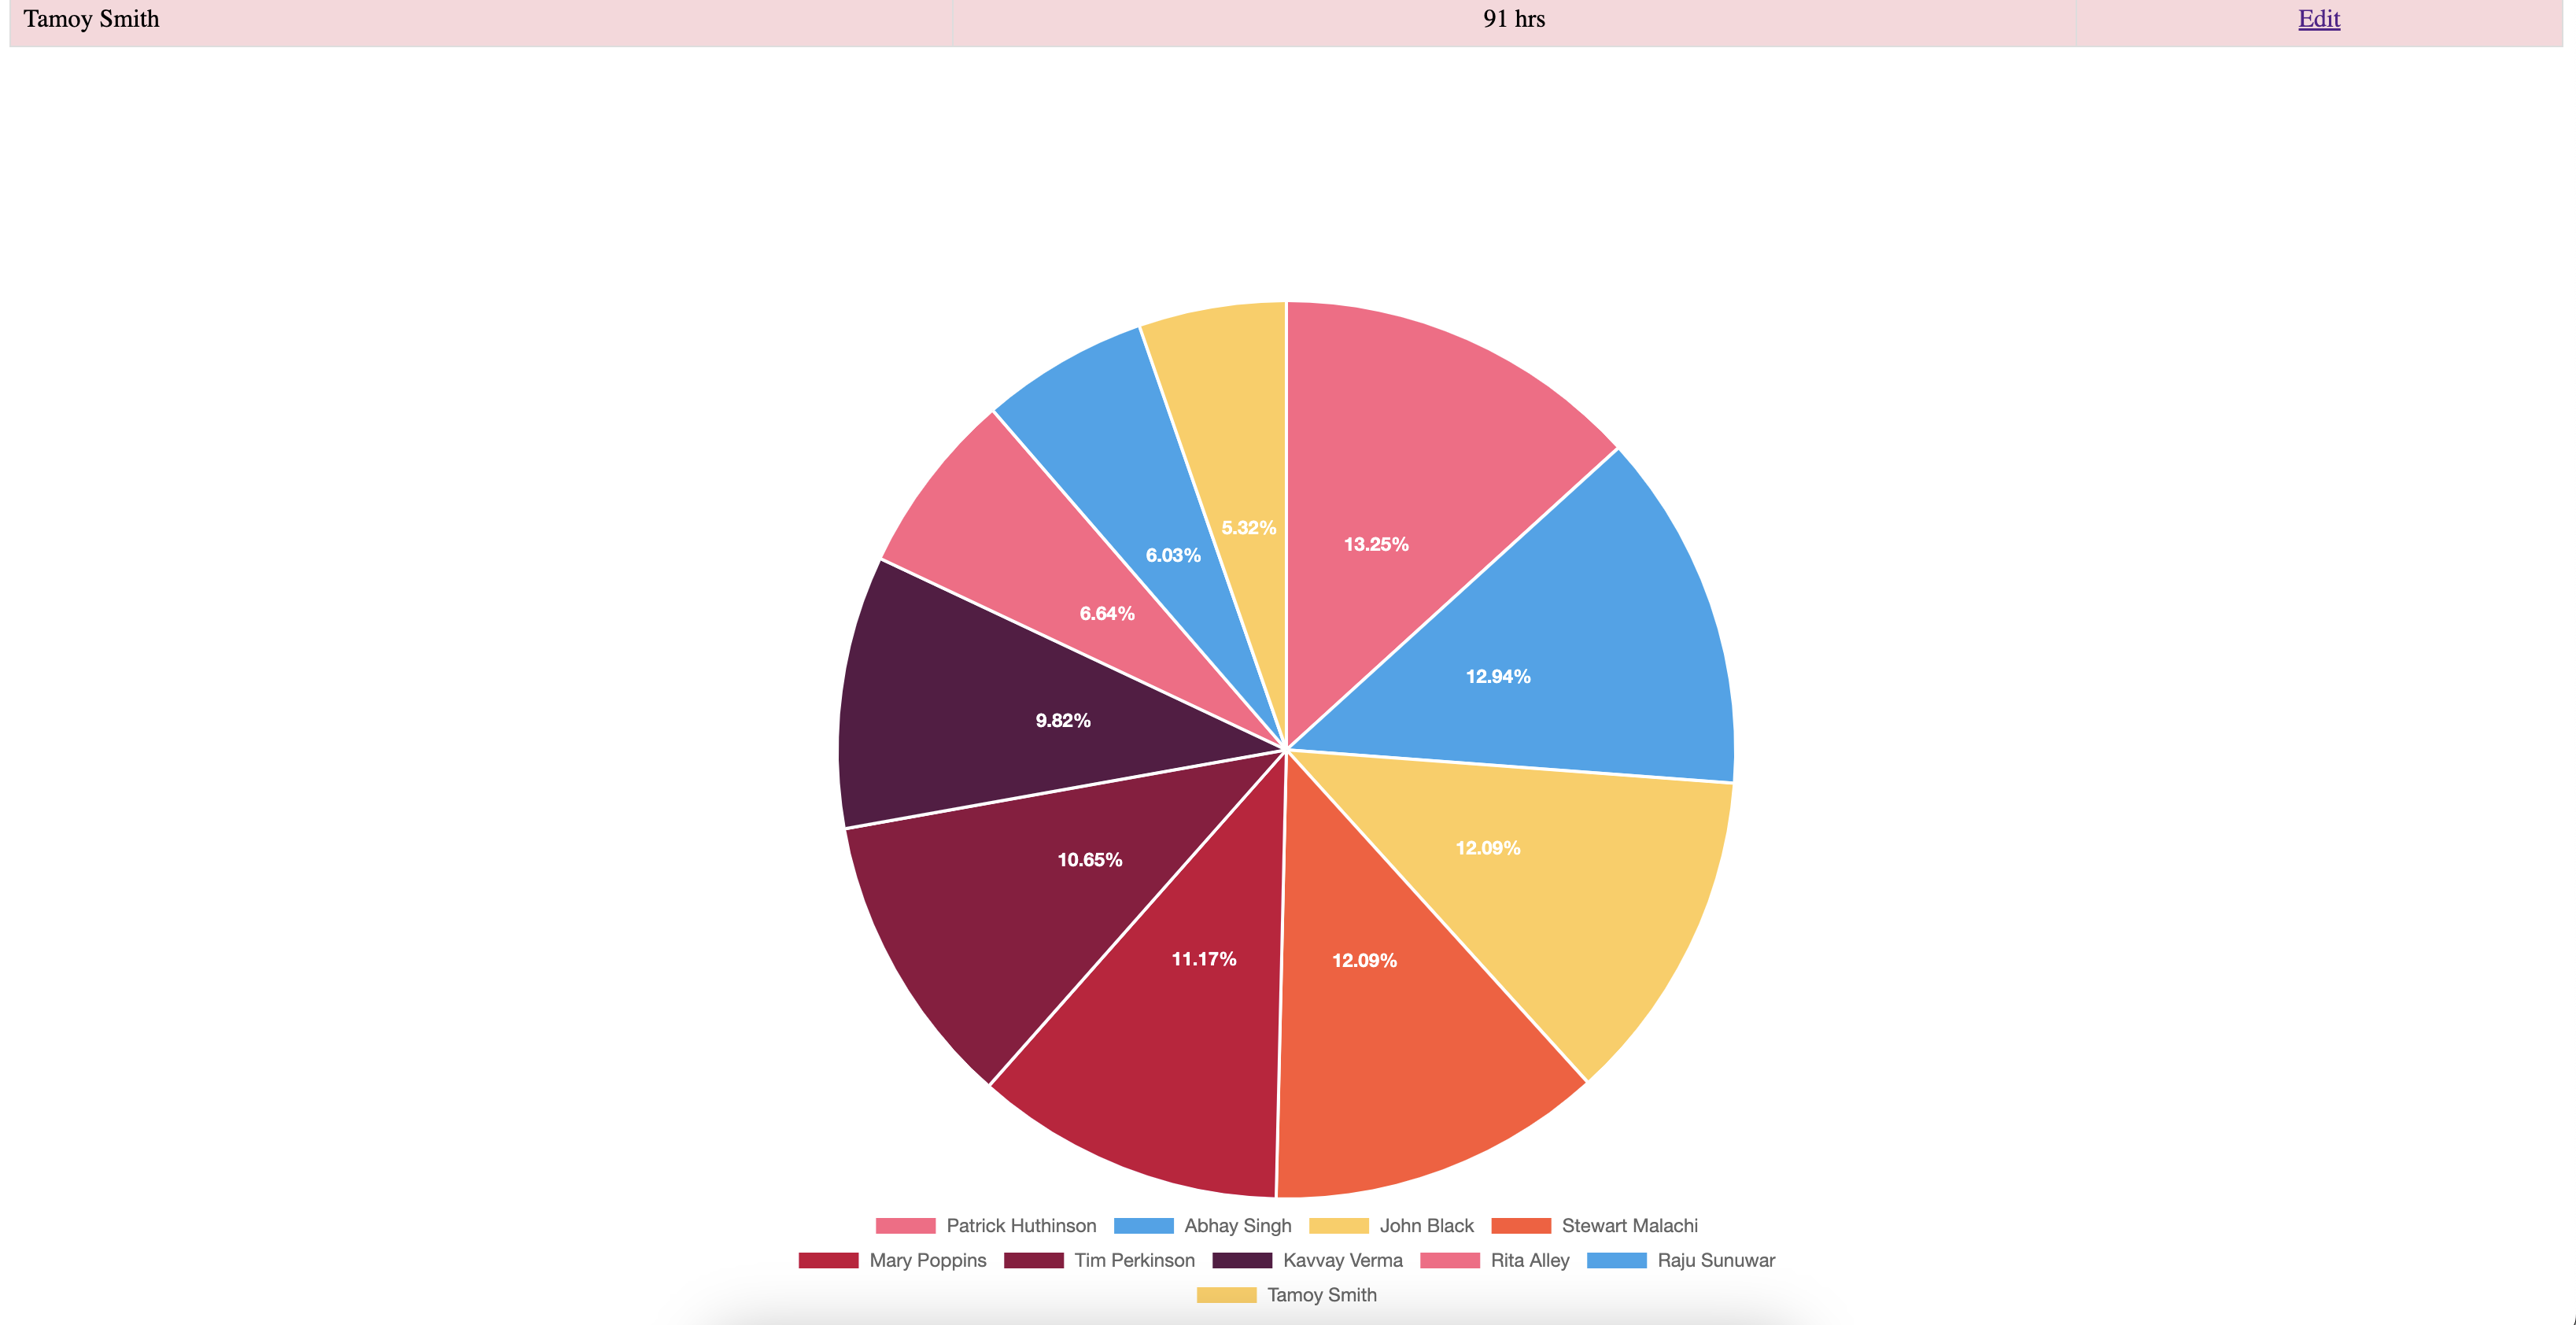 Tamoy Smith 91 hrs Edit
5.32%
13.25%
6.03%
6.64%
12.94%
9.82%
12.09%
10.65%
11.17%
12.09%
Patrick Huthinson Abhay Singh John Black Stewart Malachi
Mary Poppins Tim Perkinson Kavvay Verma Rita Alley Raju Sunuwar
Tamoy Smith